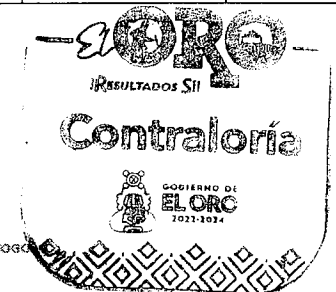 El ORO
¡RESULTADOS SÍ!
Contraloría
GOBIERNO DE
EL ORO
2022-2024